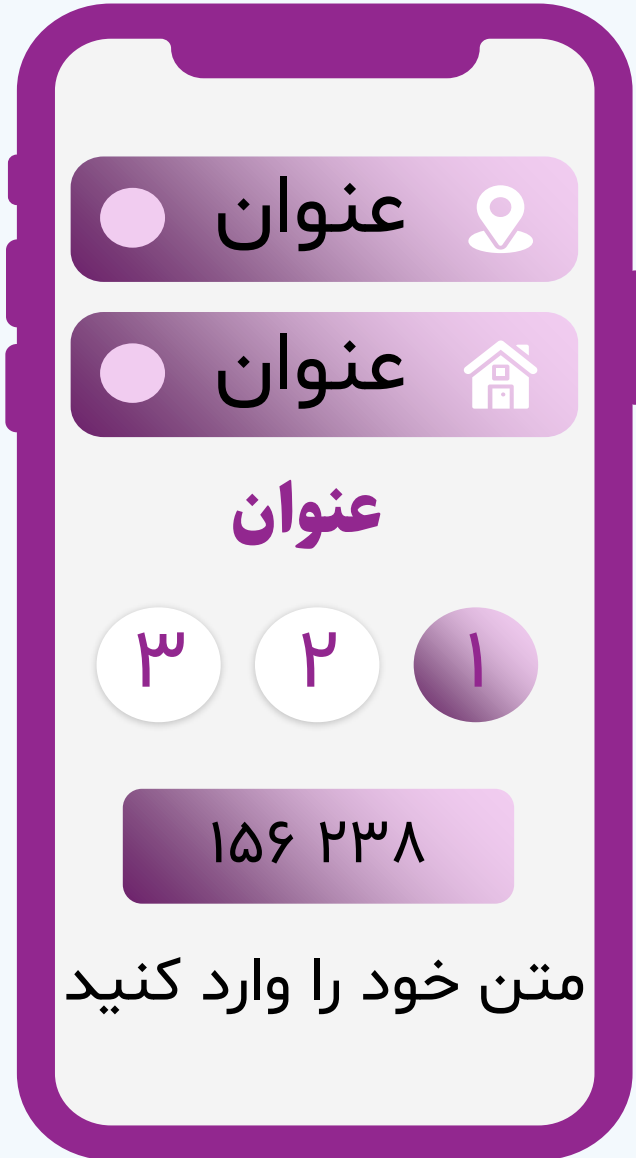 عنوان
عنوان
عنوان
۱ ۲ ۳
۱۵۶ ۲۳۸
متن خود را وارد کنید